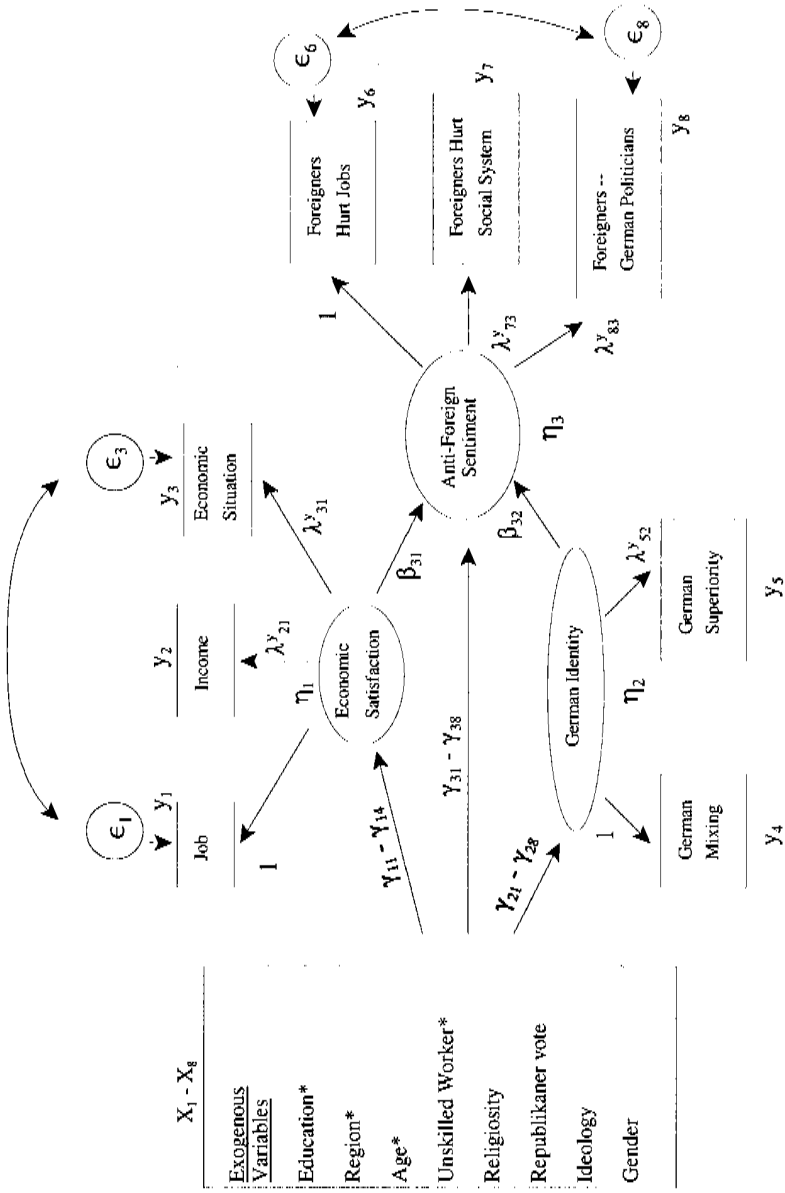 X₁ - X₈
Exogenous
Variables
Education*
Region*
Age*
Unskilled Worker*
Religiosity
Republikaner vote
Ideology
Gender
γ₁₁ - γ₁₄
γ₃₁ - γ₃₈
γ₂₁ - γ₂₈
ϵ₁
y₁
Job
1
y₂
Income
λʸ₂₁
ϵ₃
y₃
Economic
Situation
λʸ₃₁
η₁
Economic
Satisfaction
β₃₁
German Identity
η₂
β₃₂
1
German
Mixing
y₄
λʸ₅₂
German
Superiority
y₅
Anti-Foreign
Sentiment
η₃
1
λʸ₇₃
λʸ₈₃
Foreigners
Hurt Jobs
y₆
ϵ₆
Foreigners Hurt
Social System
y₇
Foreigners --
German Politicians
y₈
ϵ₈